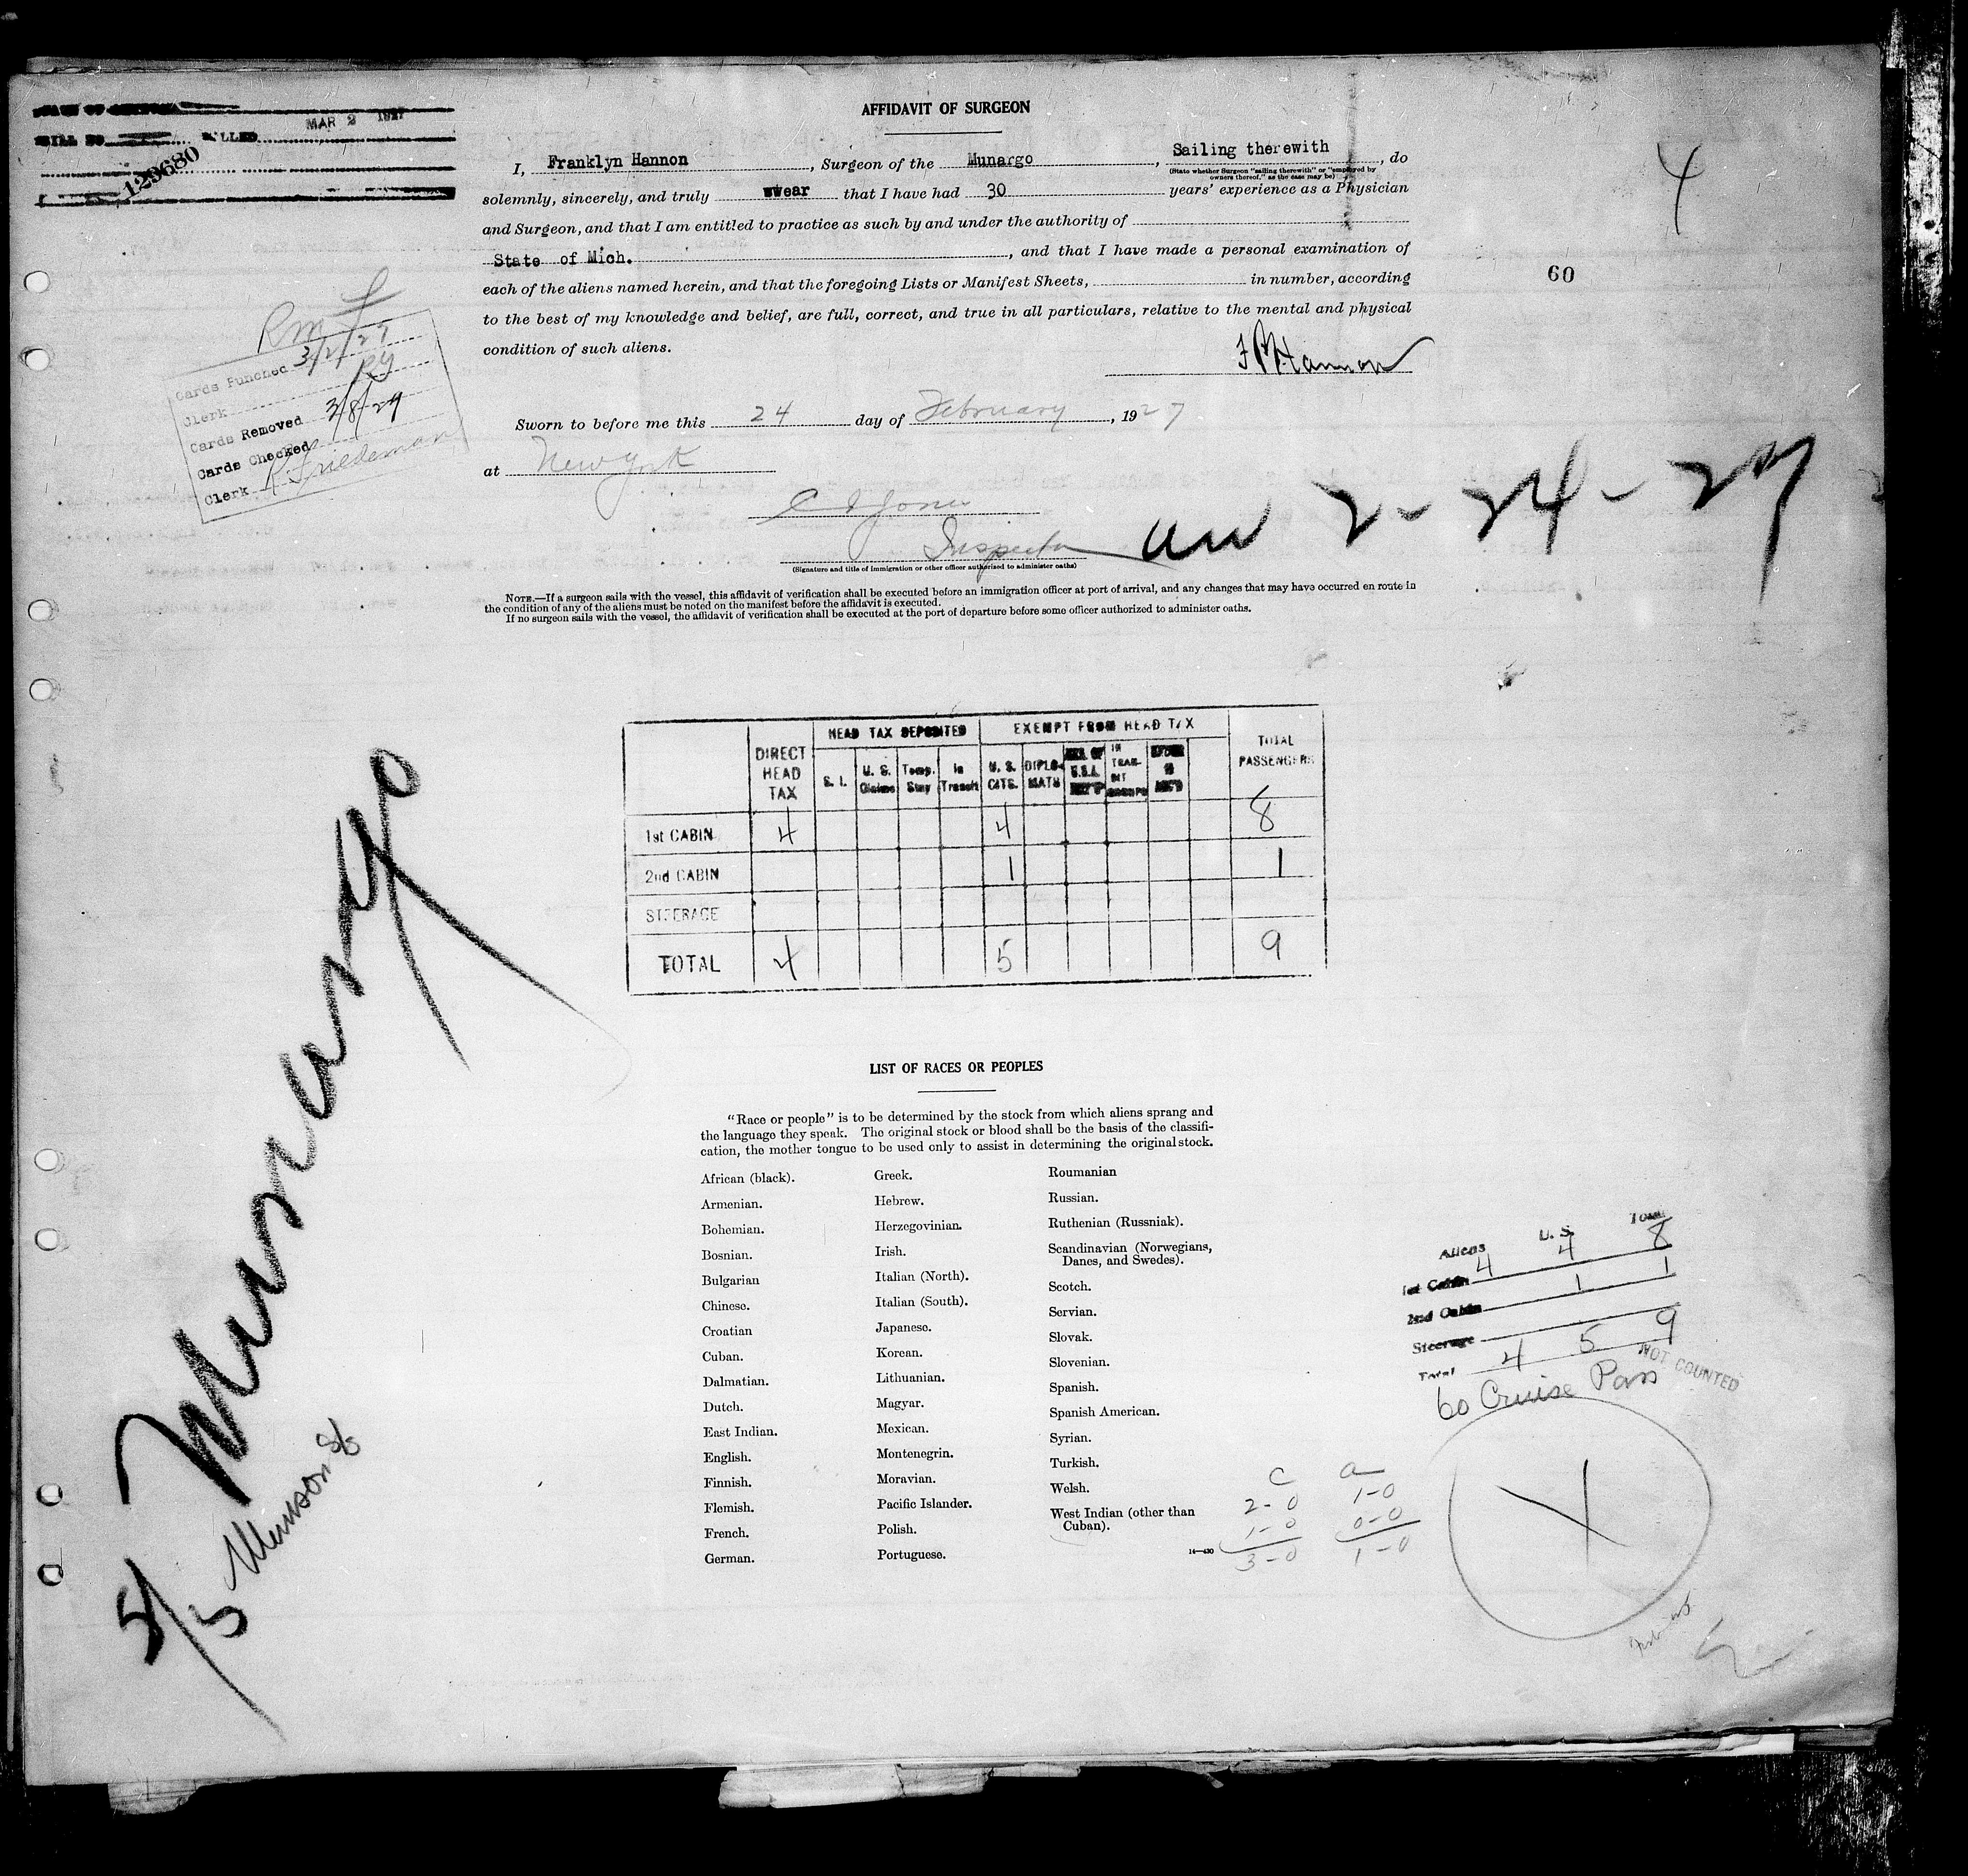 MAR 2 1927
BILL NO BILLED
129680
AFFIDAVIT OF SURGEON
I, Franklyn Hannon, Surgeon of the Munargo, Sailing therewith, do
(State whether Surgeon "sailing therewith" or "employed by
owners thereof," as the case may be)
solemnly, sincerely, and truly swear that I have had 30 years' experience as a Physician
and Surgeon, and that I am entitled to practice as such by and under the authority of
State of Mich., and that I have made a personal examination of
each of the aliens named herein, and that the foregoing Lists or Manifest Sheets, in number, according
to the best of my knowledge and belief, are full, correct, and true in all particulars, relative to the mental and physical
condition of such aliens.
4
60
Cards Punched 3/2/27
Clerk RY
Cards Removed 3/8/29
Cards Checked
Clerk R. Friedeman
Sworn to before me this 24 day of February, 1927
at New York
Inspector
(Signature and title of immigration or other officer authorized to administer oaths)
2-24-27
NOTE.—If a surgeon sails with the vessel, this affidavit of verification shall be executed before an immigration officer at port of arrival, and any changes that may have occurred en route in
the condition of any of the aliens must be noted on the manifest before the affidavit is executed.
If no surgeon sails with the vessel, the affidavit of verification shall be executed at the port of departure before some officer authorized to administer oaths.
HEAD TAX DEPOSITED EXEMPT FROM HEAD TAX
DIRECT HEAD TAX S. I. U. S. Claims Temp. Stay In Transit U. S. CITS. DIPLO-MATS IN TRAN-SIT TOTAL PASSENGERS
1st CABIN 4 4 8
2nd CABIN 1 1
STEERAGE
TOTAL 4 5 9
Munargo
Munson
LIST OF RACES OR PEOPLES
"Race or people" is to be determined by the stock from which aliens sprang and
the language they speak. The original stock or blood shall be the basis of the classifi-
cation, the mother tongue to be used only to assist in determining the original stock.
African (black).
Armenian.
Bohemian.
Bosnian.
Bulgarian
Chinese.
Croatian
Cuban.
Dalmatian.
Dutch.
East Indian.
English.
Finnish.
Flemish.
French.
German.
Greek.
Hebrew.
Herzegovinian.
Irish.
Italian (North).
Italian (South).
Japanese.
Korean.
Lithuanian.
Magyar.
Mexican.
Montenegrin.
Moravian.
Pacific Islander.
Polish.
Portuguese.
Roumanian
Russian.
Ruthenian (Russniak).
Scandinavian (Norwegians,
Danes, and Swedes).
Scotch.
Servian.
Slovak.
Slovenian.
Spanish.
Spanish American.
Syrian.
Turkish.
Welsh.
West Indian (other than
Cuban).
14—430
Aliens U. S. Total
1st Cabin 4 4 8
2nd Cabin 1 1
Steerage
Total 4 5 9
NOT COUNTED
60 Cruise Pass
C a
2-0 1-0
1-0 0-0
3-0 1-0